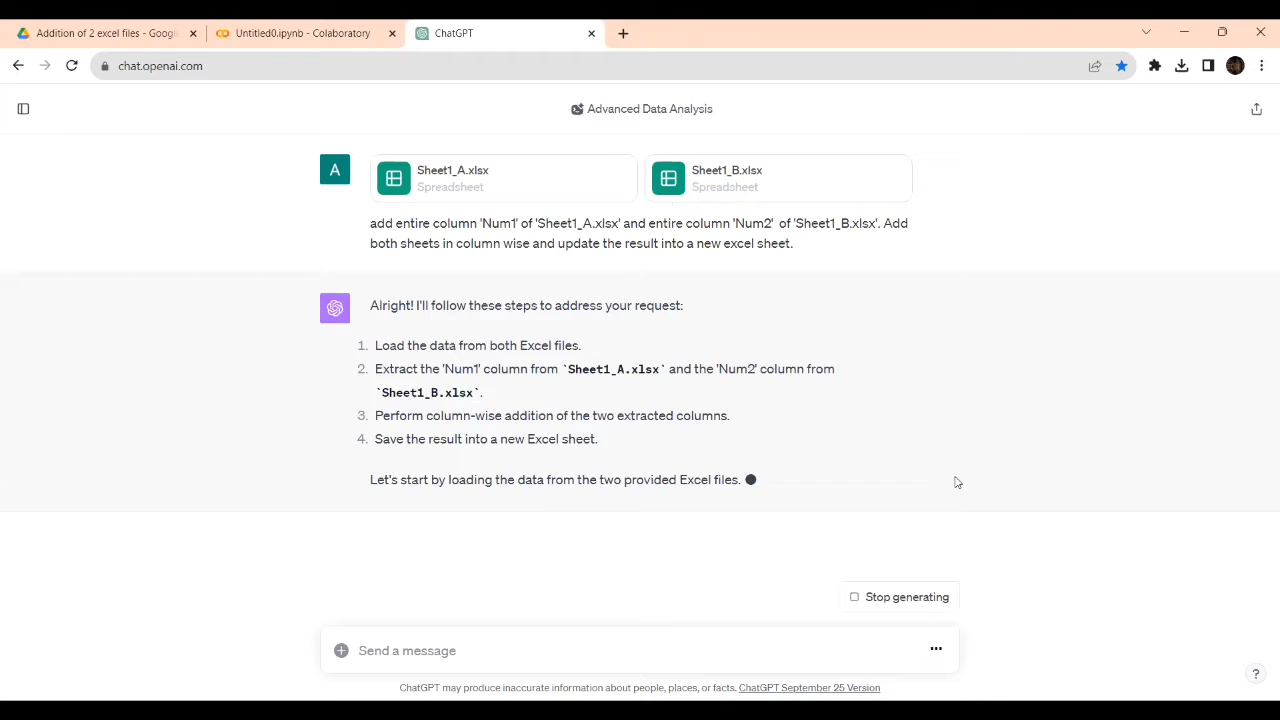 Addition of 2 excel files - Googl
Untitled0.ipynb - Colaboratory
ChatGPT
chat.openai.com
Advanced Data Analysis
A
Sheet1_A.xlsx
Spreadsheet
Sheet1_B.xlsx
Spreadsheet
add entire column 'Num1' of 'Sheet1_A.xlsx' and entire column 'Num2' of 'Sheet1_B.xlsx'. Add
both sheets in column wise and update the result into a new excel sheet.
Alright! I'll follow these steps to address your request:
1. Load the data from both Excel files.
2. Extract the 'Num1' column from `Sheet1_A.xlsx` and the 'Num2' column from
`Sheet1_B.xlsx`.
3. Perform column-wise addition of the two extracted columns.
4. Save the result into a new Excel sheet.
Let's start by loading the data from the two provided Excel files.
Stop generating
Send a message
ChatGPT may produce inaccurate information about people, places, or facts. ChatGPT September 25 Version
?